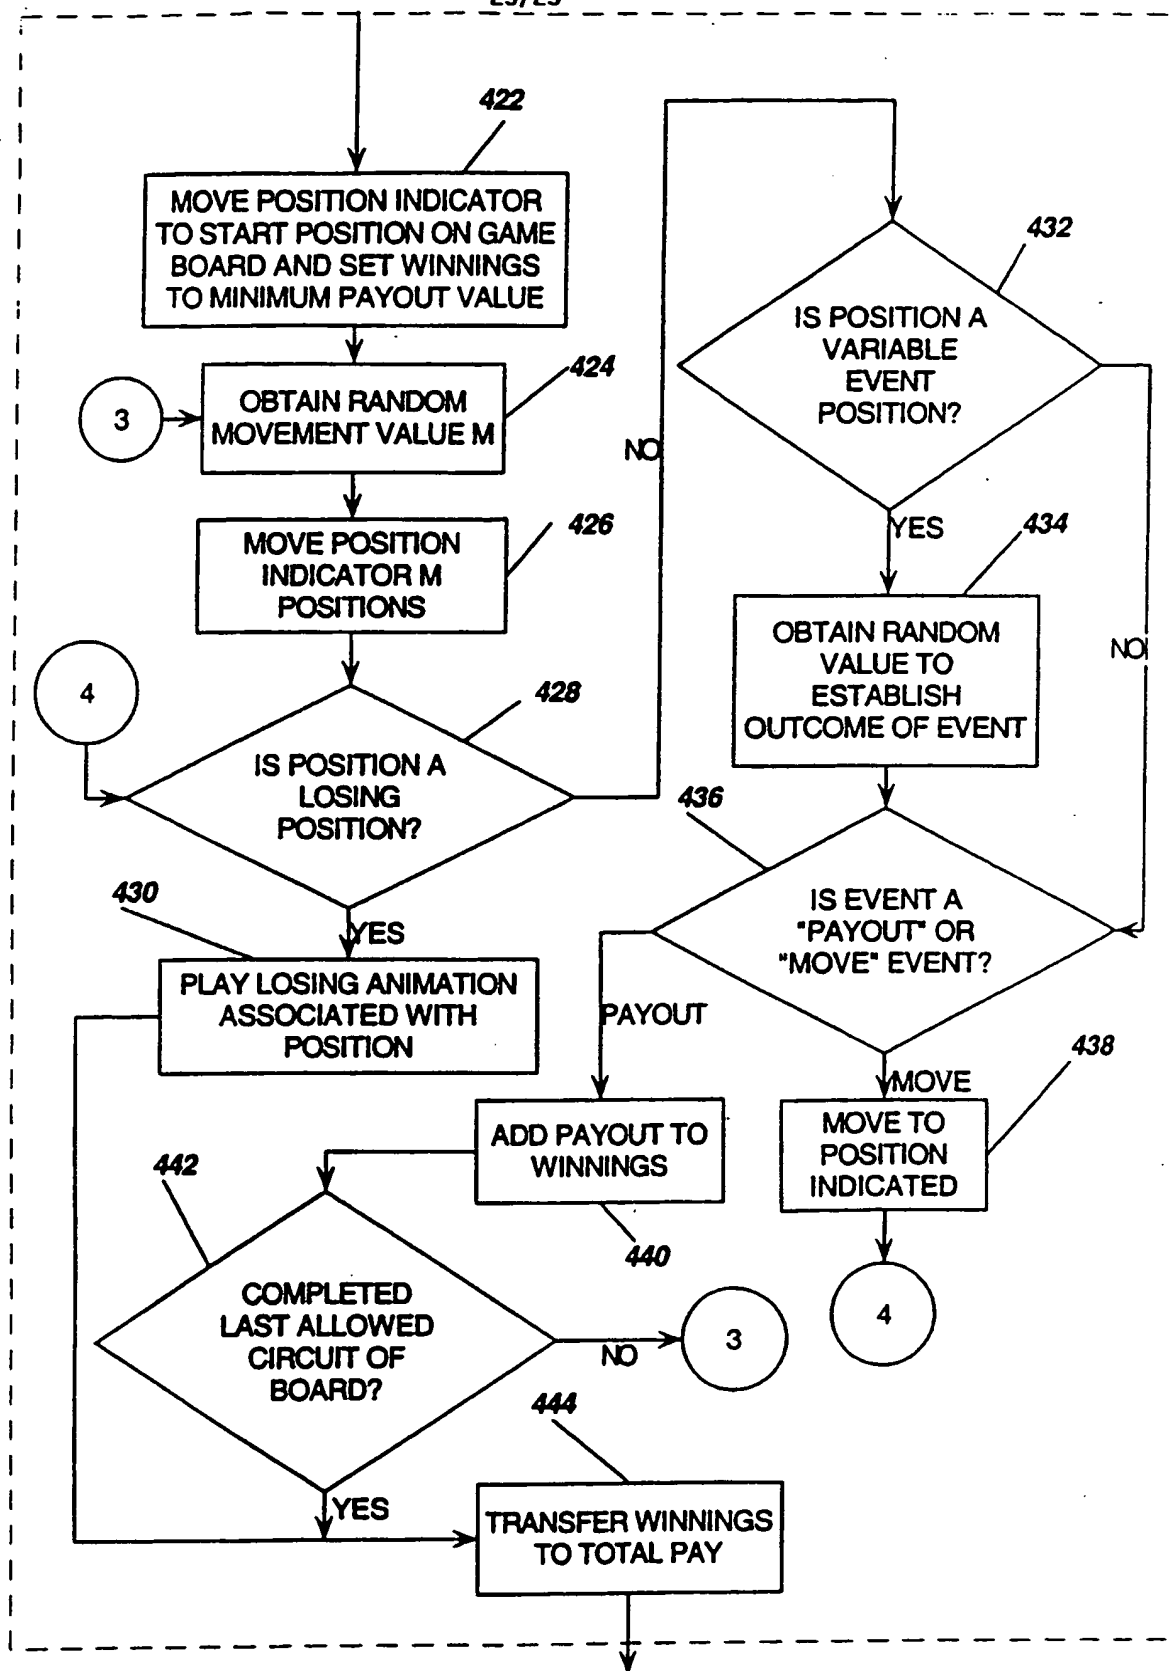 422
MOVE POSITION INDICATOR
TO START POSITION ON GAME
BOARD AND SET WINNINGS
TO MINIMUM PAYOUT VALUE
424
3
OBTAIN RANDOM
MOVEMENT VALUE M
426
MOVE POSITION
INDICATOR M
POSITIONS
4
428
IS POSITION A
LOSING
POSITION?
NO
430
YES
PLAY LOSING ANIMATION
ASSOCIATED WITH
POSITION
432
IS POSITION A
VARIABLE
EVENT
POSITION?
YES
NO
434
OBTAIN RANDOM
VALUE TO
ESTABLISH
OUTCOME OF EVENT
436
IS EVENT A
"PAYOUT" OR
"MOVE" EVENT?
PAYOUT
MOVE
438
MOVE TO
POSITION
INDICATED
4
ADD PAYOUT TO
WINNINGS
440
442
COMPLETED
LAST ALLOWED
CIRCUIT OF
BOARD?
NO
3
YES
444
TRANSFER WINNINGS
TO TOTAL PAY